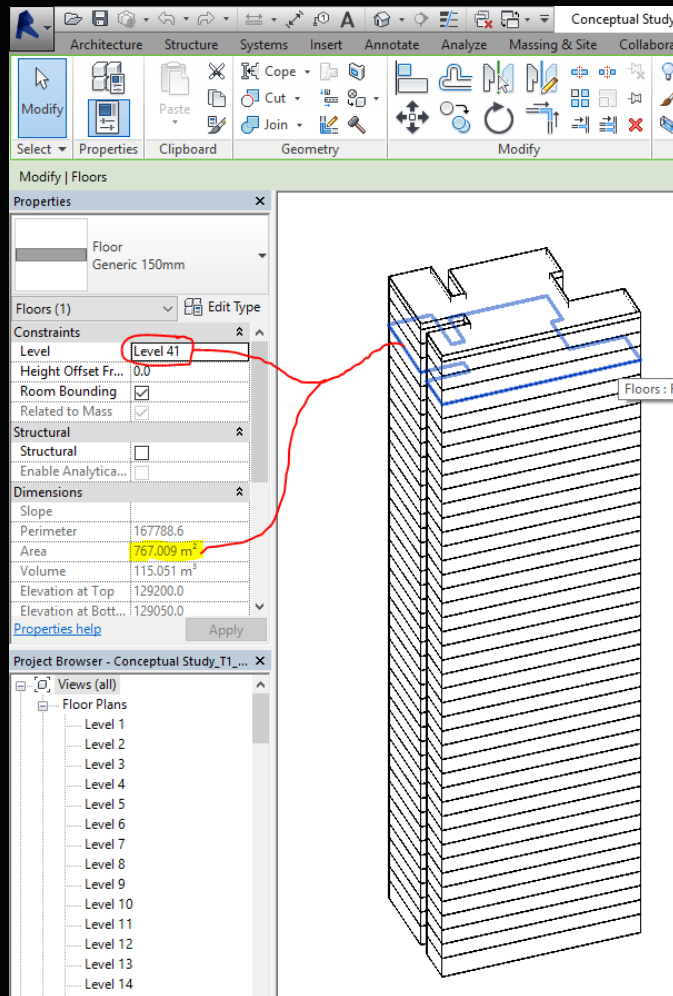 Conceptual Study
Architecture Structure Systems Insert Annotate Analyze Massing & Site Collabora
Modify
Paste
Cope
Cut
Join
Select Properties Clipboard Geometry Modify
Modify | Floors
Properties
Floor
Generic 150mm
Floors (1) Edit Type
Constraints
Level Level 41
Height Offset Fr... 0.0
Room Bounding
Related to Mass
Structural
Structural
Enable Analytica...
Dimensions
Slope
Perimeter 167788.6
Area 767.009 m²
Volume 115.051 m³
Elevation at Top 129200.0
Elevation at Bott... 129050.0
Properties help Apply
Floors : F
Project Browser - Conceptual Study_T1_...
Views (all)
Floor Plans
Level 1
Level 2
Level 3
Level 4
Level 5
Level 6
Level 7
Level 8
Level 9
Level 10
Level 11
Level 12
Level 13
Level 14